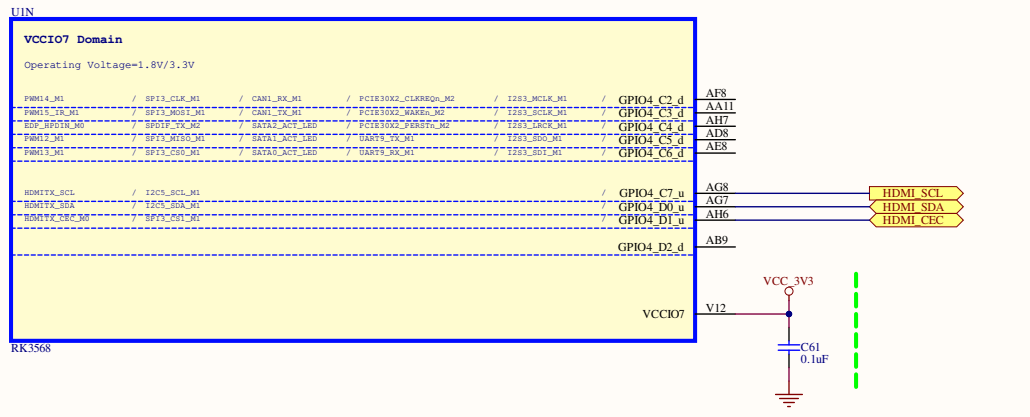 U1N
VCCIO7 Domain
Operating Voltage=1.8V/3.3V
PWM14_M1 / SPI3_CLK_M1 / CAN1_RX_M1 / PCIE30X2_CLKREQn_M2 / I2S3_MCLK_M1 / GPIO4_C2_d AF8
PWM15_IR_M1 / SPI3_MOSI_M1 / CAN1_TX_M1 / PCIE30X2_WAKEn_M2 / I2S3_SCLK_M1 / GPIO4_C3_d AA11
EDP_HPDIN_M0 / SPDIF_TX_M2 / SATA2_ACT_LED / PCIE30X2_PERSTn_M2 / I2S3_LRCK_M1 / GPIO4_C4_d AH7
PWM12_M1 / SPI3_MISO_M1 / SATA1_ACT_LED / UART9_TX_M1 / I2S3_SDO_M1 / GPIO4_C5_d AD8
PWM13_M1 / SPI3_CS0_M1 / SATA0_ACT_LED / UART9_RX_M1 / I2S3_SDI_M1 / GPIO4_C6_d AE8
HDMITX_SCL / I2C5_SCL_M1 / GPIO4_C7_u AG8 HDMI_SCL
HDMITX_SDA / I2C5_SDA_M1 / GPIO4_D0_u AG7 HDMI_SDA
HDMITX_CEC_M0 / SPI3_CS1_M1 / GPIO4_D1_u AH6 HDMI_CEC
GPIO4_D2_d AB9
VCC_3V3
VCCIO7 V12
C61
0.1uF
RK3568